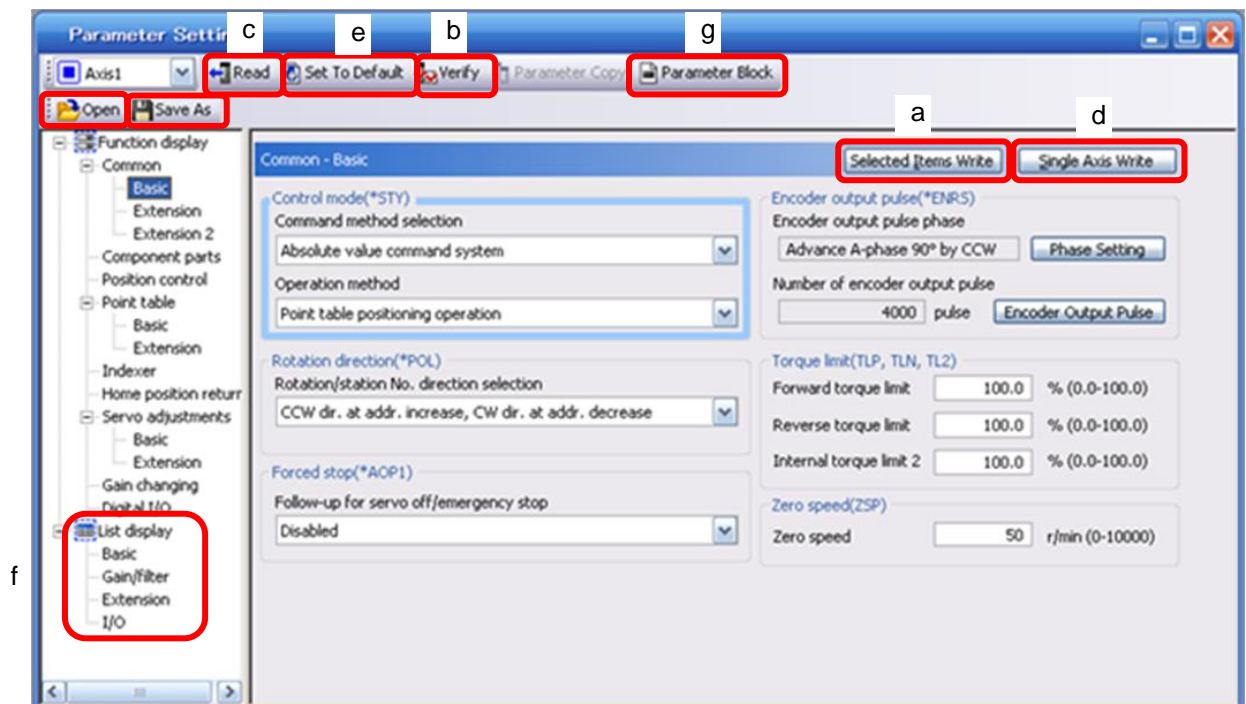 Parameter Settin
c
e
b
g
Axis1
Read
Set To Default
Verify
Parameter Copy
Parameter Block
Open
Save As
a
d
Function display
Common
Basic
Extension
Extension 2
Component parts
Position control
Point table
Basic
Extension
Indexer
Home position returr
Servo adjustments
Basic
Extension
Gain changing
Digital I/O
f
List display
Basic
Gain/filter
Extension
I/O
Common - Basic
Selected Items Write
Single Axis Write
Control mode(*STY)
Command method selection
Absolute value command system
Operation method
Point table positioning operation
Rotation direction(*POL)
Rotation/station No. direction selection
CCW dir. at addr. increase, CW dir. at addr. decrease
Forced stop(*AOP1)
Follow-up for servo off/emergency stop
Disabled
Encoder output pulse(*ENRS)
Encoder output pulse phase
Advance A-phase 90° by CCW
Phase Setting
Number of encoder output pulse
4000 pulse
Encoder Output Pulse
Torque limit(TLP, TLN, TL2)
Forward torque limit 100.0 % (0.0-100.0)
Reverse torque limit 100.0 % (0.0-100.0)
Internal torque limit 2 100.0 % (0.0-100.0)
Zero speed(ZSP)
Zero speed 50 r/min (0-10000)